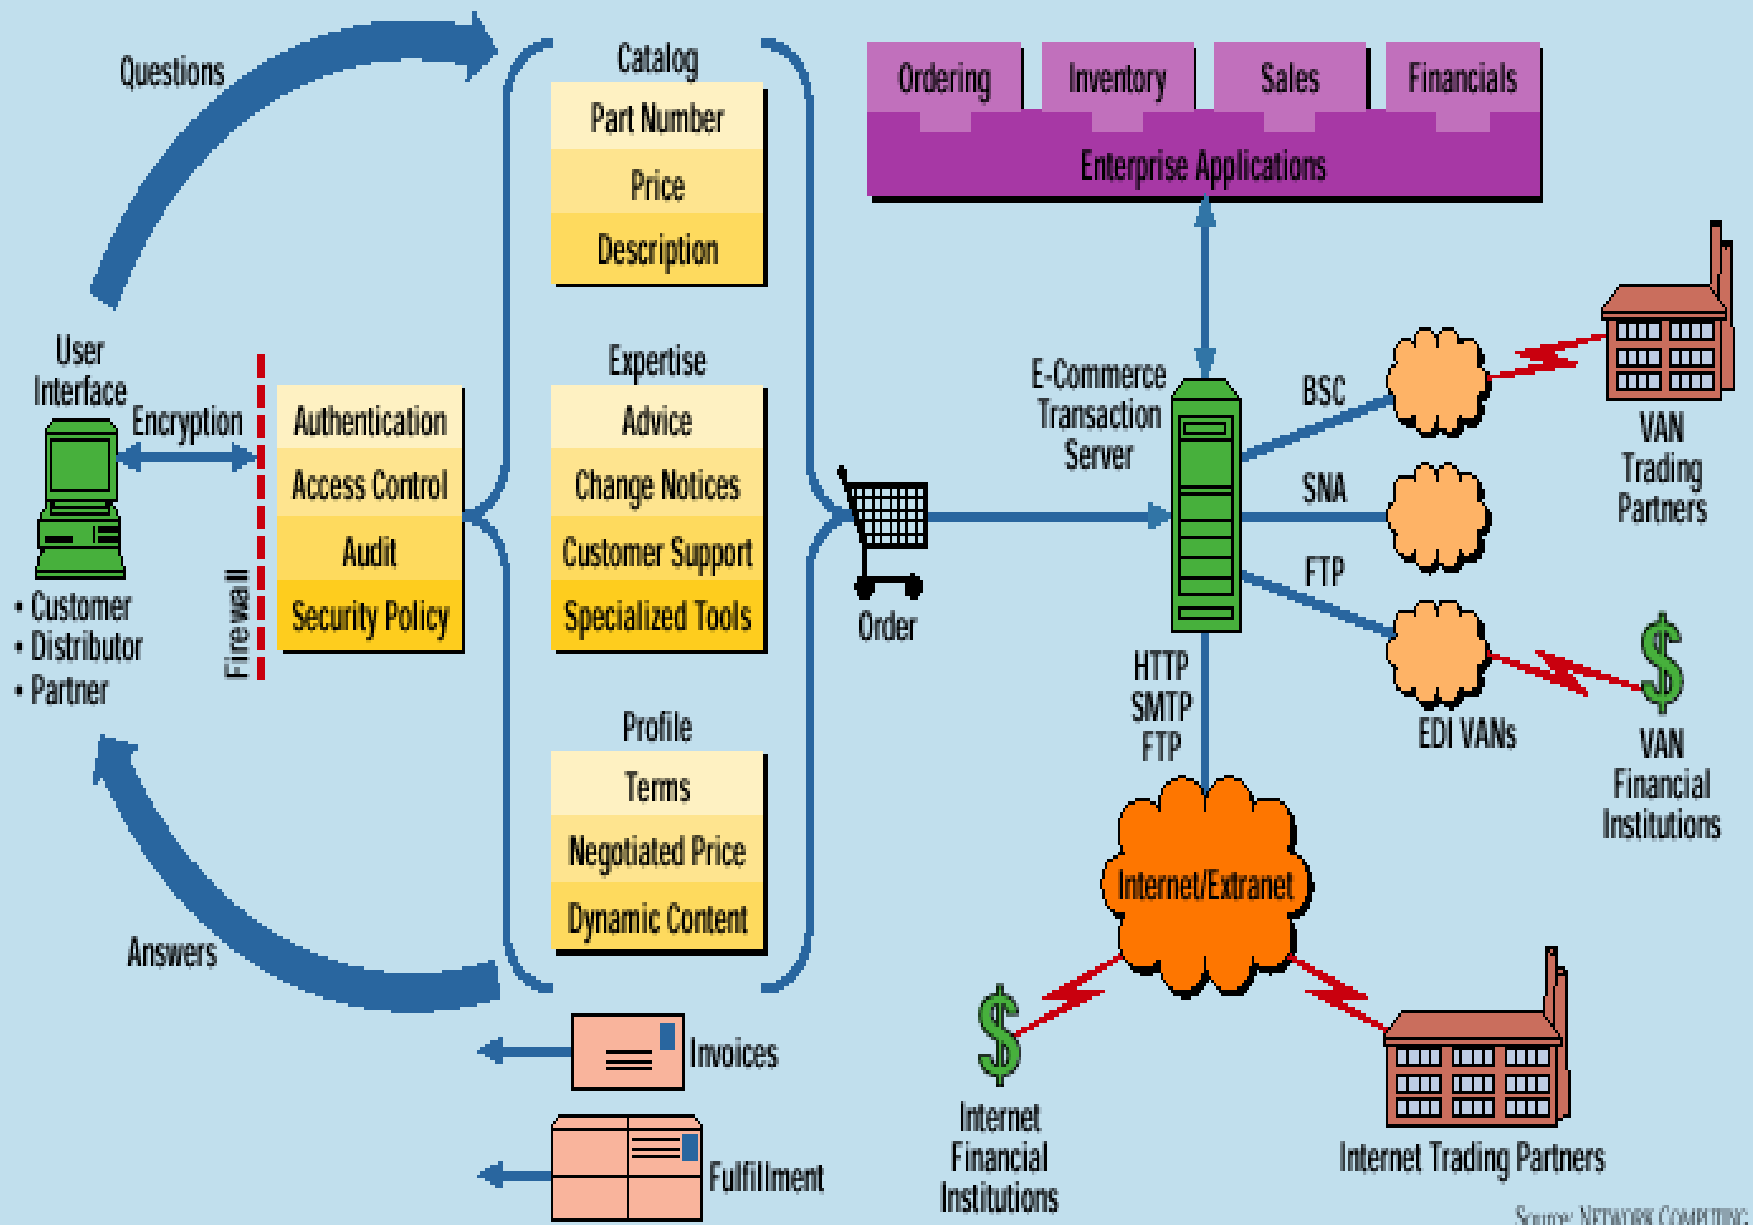 Questions
User
Interface
Encryption
• Customer
• Distributor
• Partner
Firewall
Authentication
Access Control
Audit
Security Policy
Answers
Catalog
Part Number
Price
Description
Expertise
Advice
Change Notices
Customer Support
Specialized Tools
Profile
Terms
Negotiated Price
Dynamic Content
Invoices
Fulfillment
Order
Ordering
Inventory
Sales
Financials
Enterprise Applications
E-Commerce
Transaction
Server
BSC
SNA
FTP
HTTP
SMTP
FTP
VAN
Trading
Partners
EDI VANs
VAN
Financial
Institutions
Internet/Extranet
Internet
Financial
Institutions
Internet Trading Partners
Source: NETWORK COMPUTING